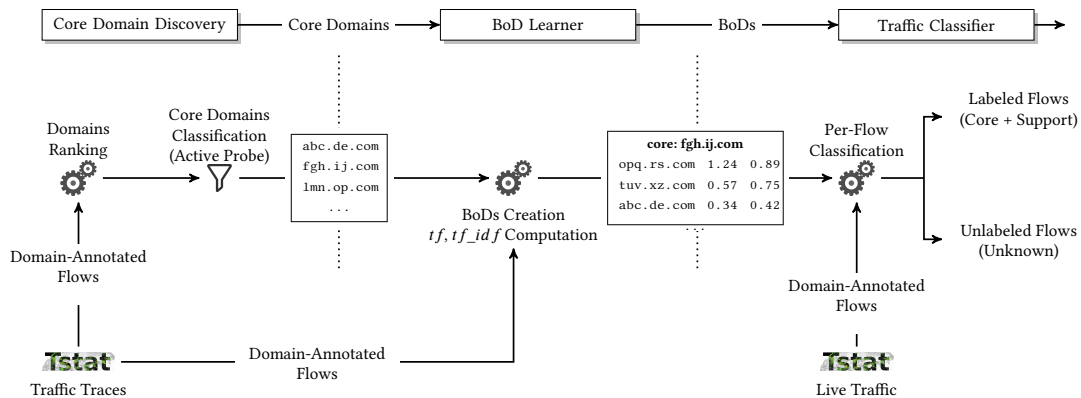 Core Domain Discovery
Core Domains
BoD Learner
BoDs
Traffic Classifier
Domains
Ranking
Core Domains
Classification
(Active Probe)
abc.de.com
fgh.ij.com
lmn.op.com
...
BoDs Creation
tf, tf_idf Computation
core: fgh.ij.com
opq.rs.com 1.24 0.89
tuv.xz.com 0.57 0.75
abc.de.com 0.34 0.42
...
Per-Flow
Classification
Labeled Flows
(Core + Support)
Unlabeled Flows
(Unknown)
Domain-Annotated
Flows
Domain-Annotated
Flows
Domain-Annotated
Flows
Tstat
Traffic Traces
Tstat
Live Traffic